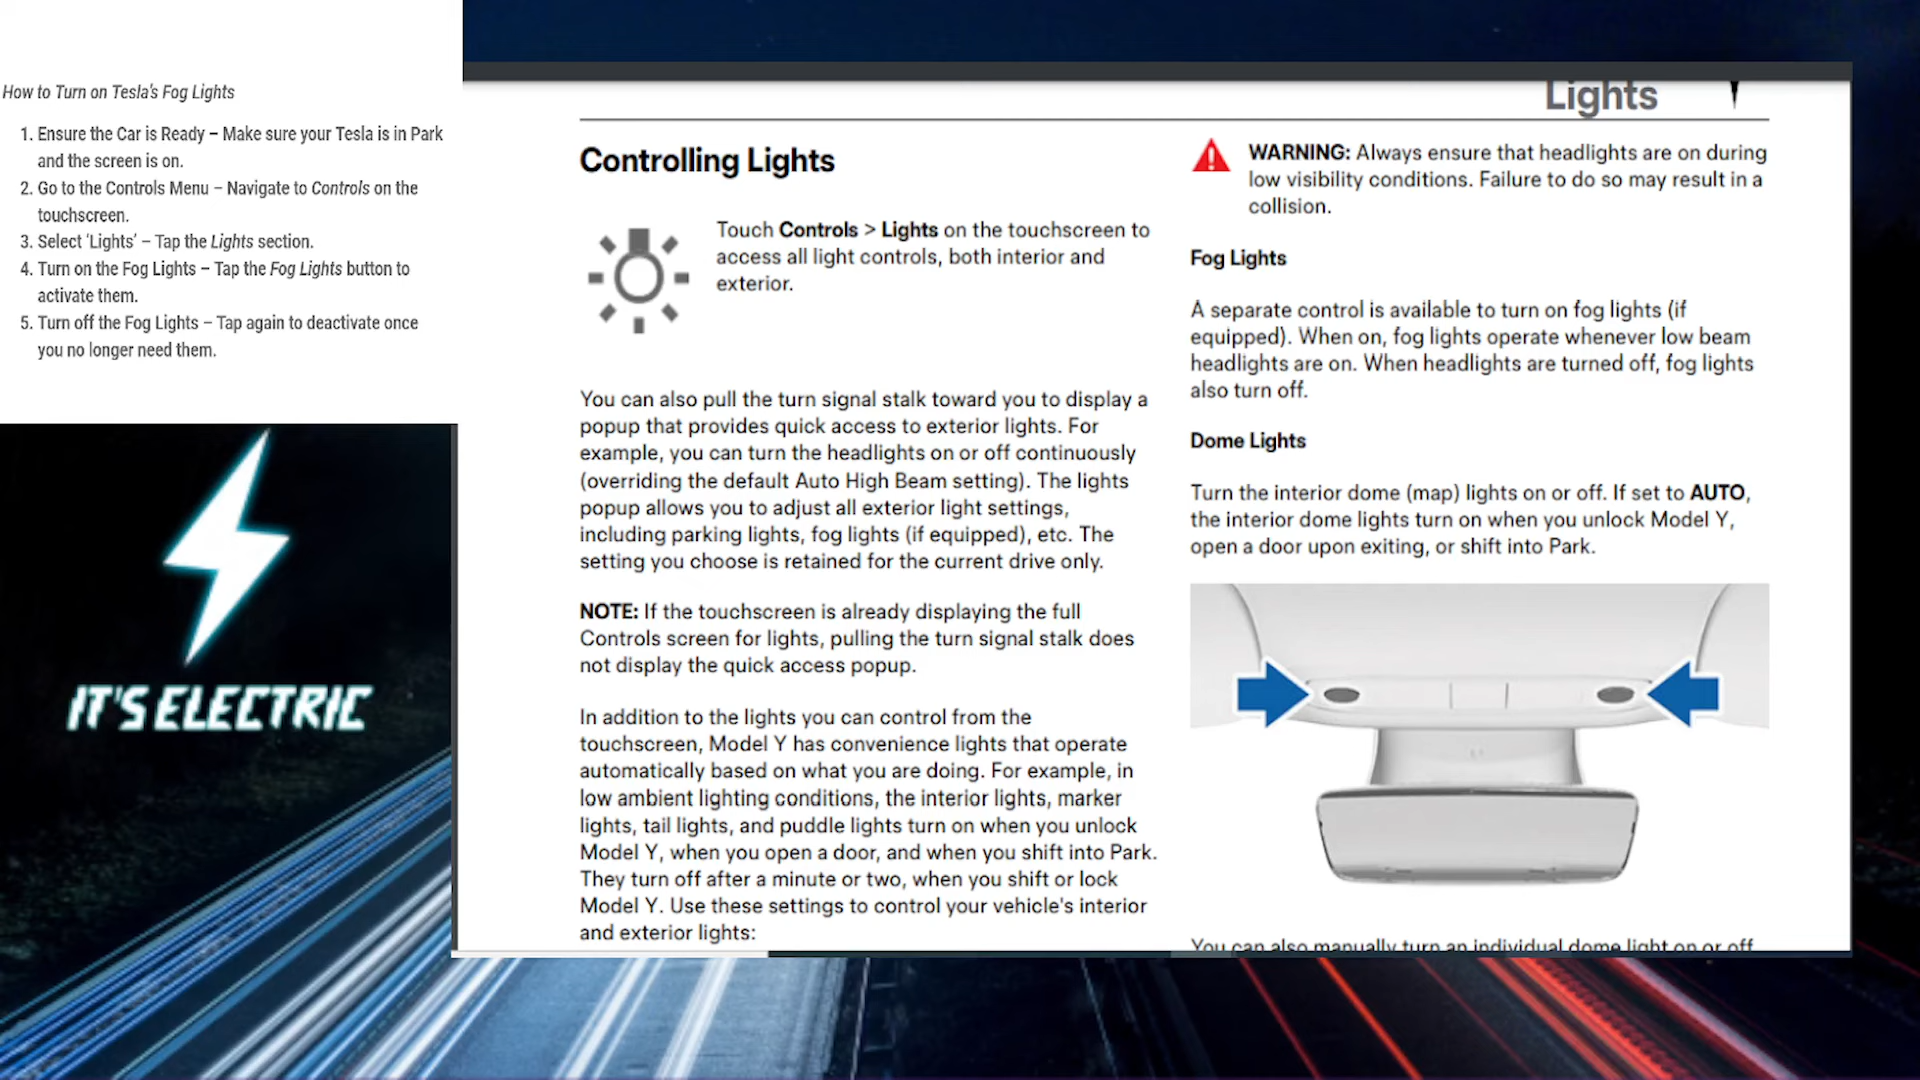 How to Turn on Tesla's Fog Lights
1. Ensure the Car is Ready – Make sure your Tesla is in Park
and the screen is on.
2. Go to the Controls Menu – Navigate to Controls on the
touchscreen.
3. Select 'Lights' – Tap the Lights section.
4. Turn on the Fog Lights – Tap the Fog Lights button to
activate them.
5. Turn off the Fog Lights – Tap again to deactivate once
you no longer need them.
IT'S ELECTRIC
Lights
Controlling Lights
Touch Controls > Lights on the touchscreen to
access all light controls, both interior and
exterior.
You can also pull the turn signal stalk toward you to display a
popup that provides quick access to exterior lights. For
example, you can turn the headlights on or off continuously
(overriding the default Auto High Beam setting). The lights
popup allows you to adjust all exterior light settings,
including parking lights, fog lights (if equipped), etc. The
setting you choose is retained for the current drive only.
NOTE: If the touchscreen is already displaying the full
Controls screen for lights, pulling the turn signal stalk does
not display the quick access popup.
In addition to the lights you can control from the
touchscreen, Model Y has convenience lights that operate
automatically based on what you are doing. For example, in
low ambient lighting conditions, the interior lights, marker
lights, tail lights, and puddle lights turn on when you unlock
Model Y, when you open a door, and when you shift into Park.
They turn off after a minute or two, when you shift or lock
Model Y. Use these settings to control your vehicle's interior
and exterior lights:
WARNING: Always ensure that headlights are on during
low visibility conditions. Failure to do so may result in a
collision.
Fog Lights
A separate control is available to turn on fog lights (if
equipped). When on, fog lights operate whenever low beam
headlights are on. When headlights are turned off, fog lights
also turn off.
Dome Lights
Turn the interior dome (map) lights on or off. If set to AUTO,
the interior dome lights turn on when you unlock Model Y,
open a door upon exiting, or shift into Park.
You can also manually turn an individual dome light on or off